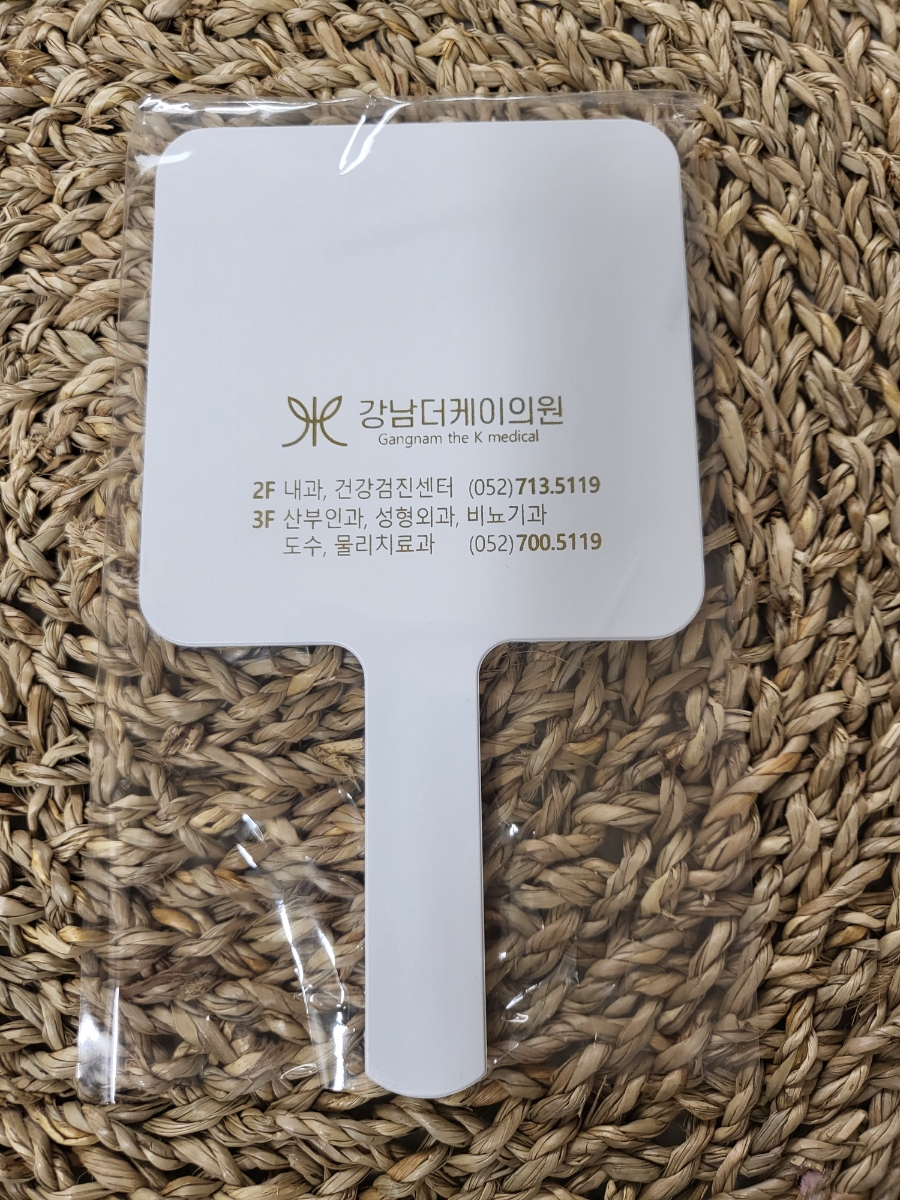 강남더케이의원
Gangnam the K medical
2F 내과, 건강검진센터 (052)713.5119
3F 산부인과, 성형외과, 비뇨기과
도수, 물리치료과 (052)700.5119